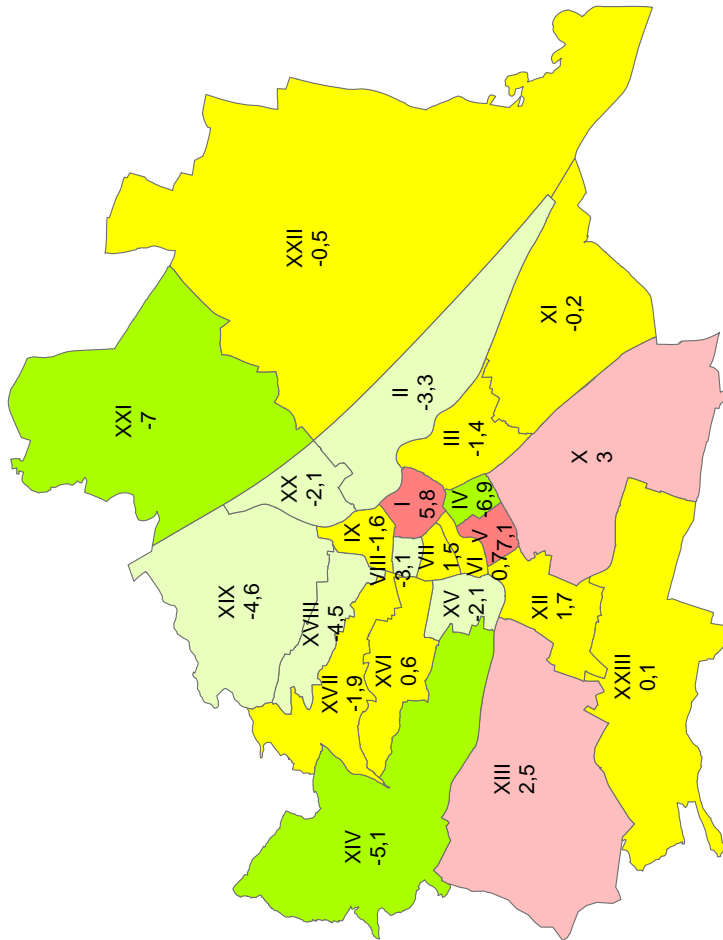 XXI
-7
XIX
-4,6
XX
-2,1
XXII
-0,5
XVIII
-4,5
XVII
-1,9
XIV
-5,1
IX
-1,6
VIII
-3,1
XVI
0,6
II
-3,3
I
5,8
VII
1,5
XV
-2,1
III
-1,4
IV
-6,9
VI
0,7
V
7,1
XIII
2,5
XII
1,7
XI
-0,2
X
3
XXIII
0,1